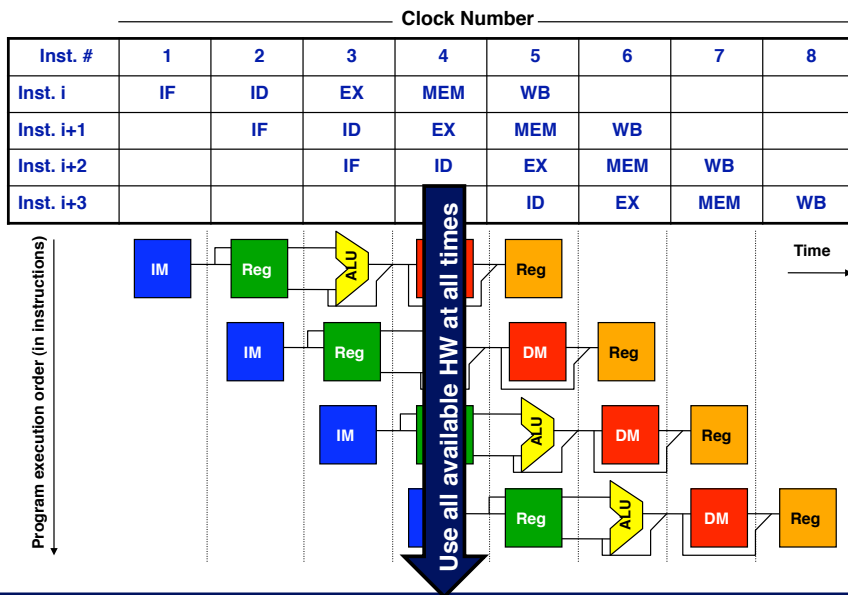 Clock Number
Inst. # 1 2 3 4 5 6 7 8
Inst. i IF ID EX MEM WB
Inst. i+1 IF ID EX MEM WB
Inst. i+2 IF ID EX MEM WB
Inst. i+3 ID EX MEM WB
Program execution order (in instructions)
Use all available HW at all times
Time
IM Reg ALU Reg
IM Reg DM Reg
IM ALU DM Reg
Reg ALU DM Reg